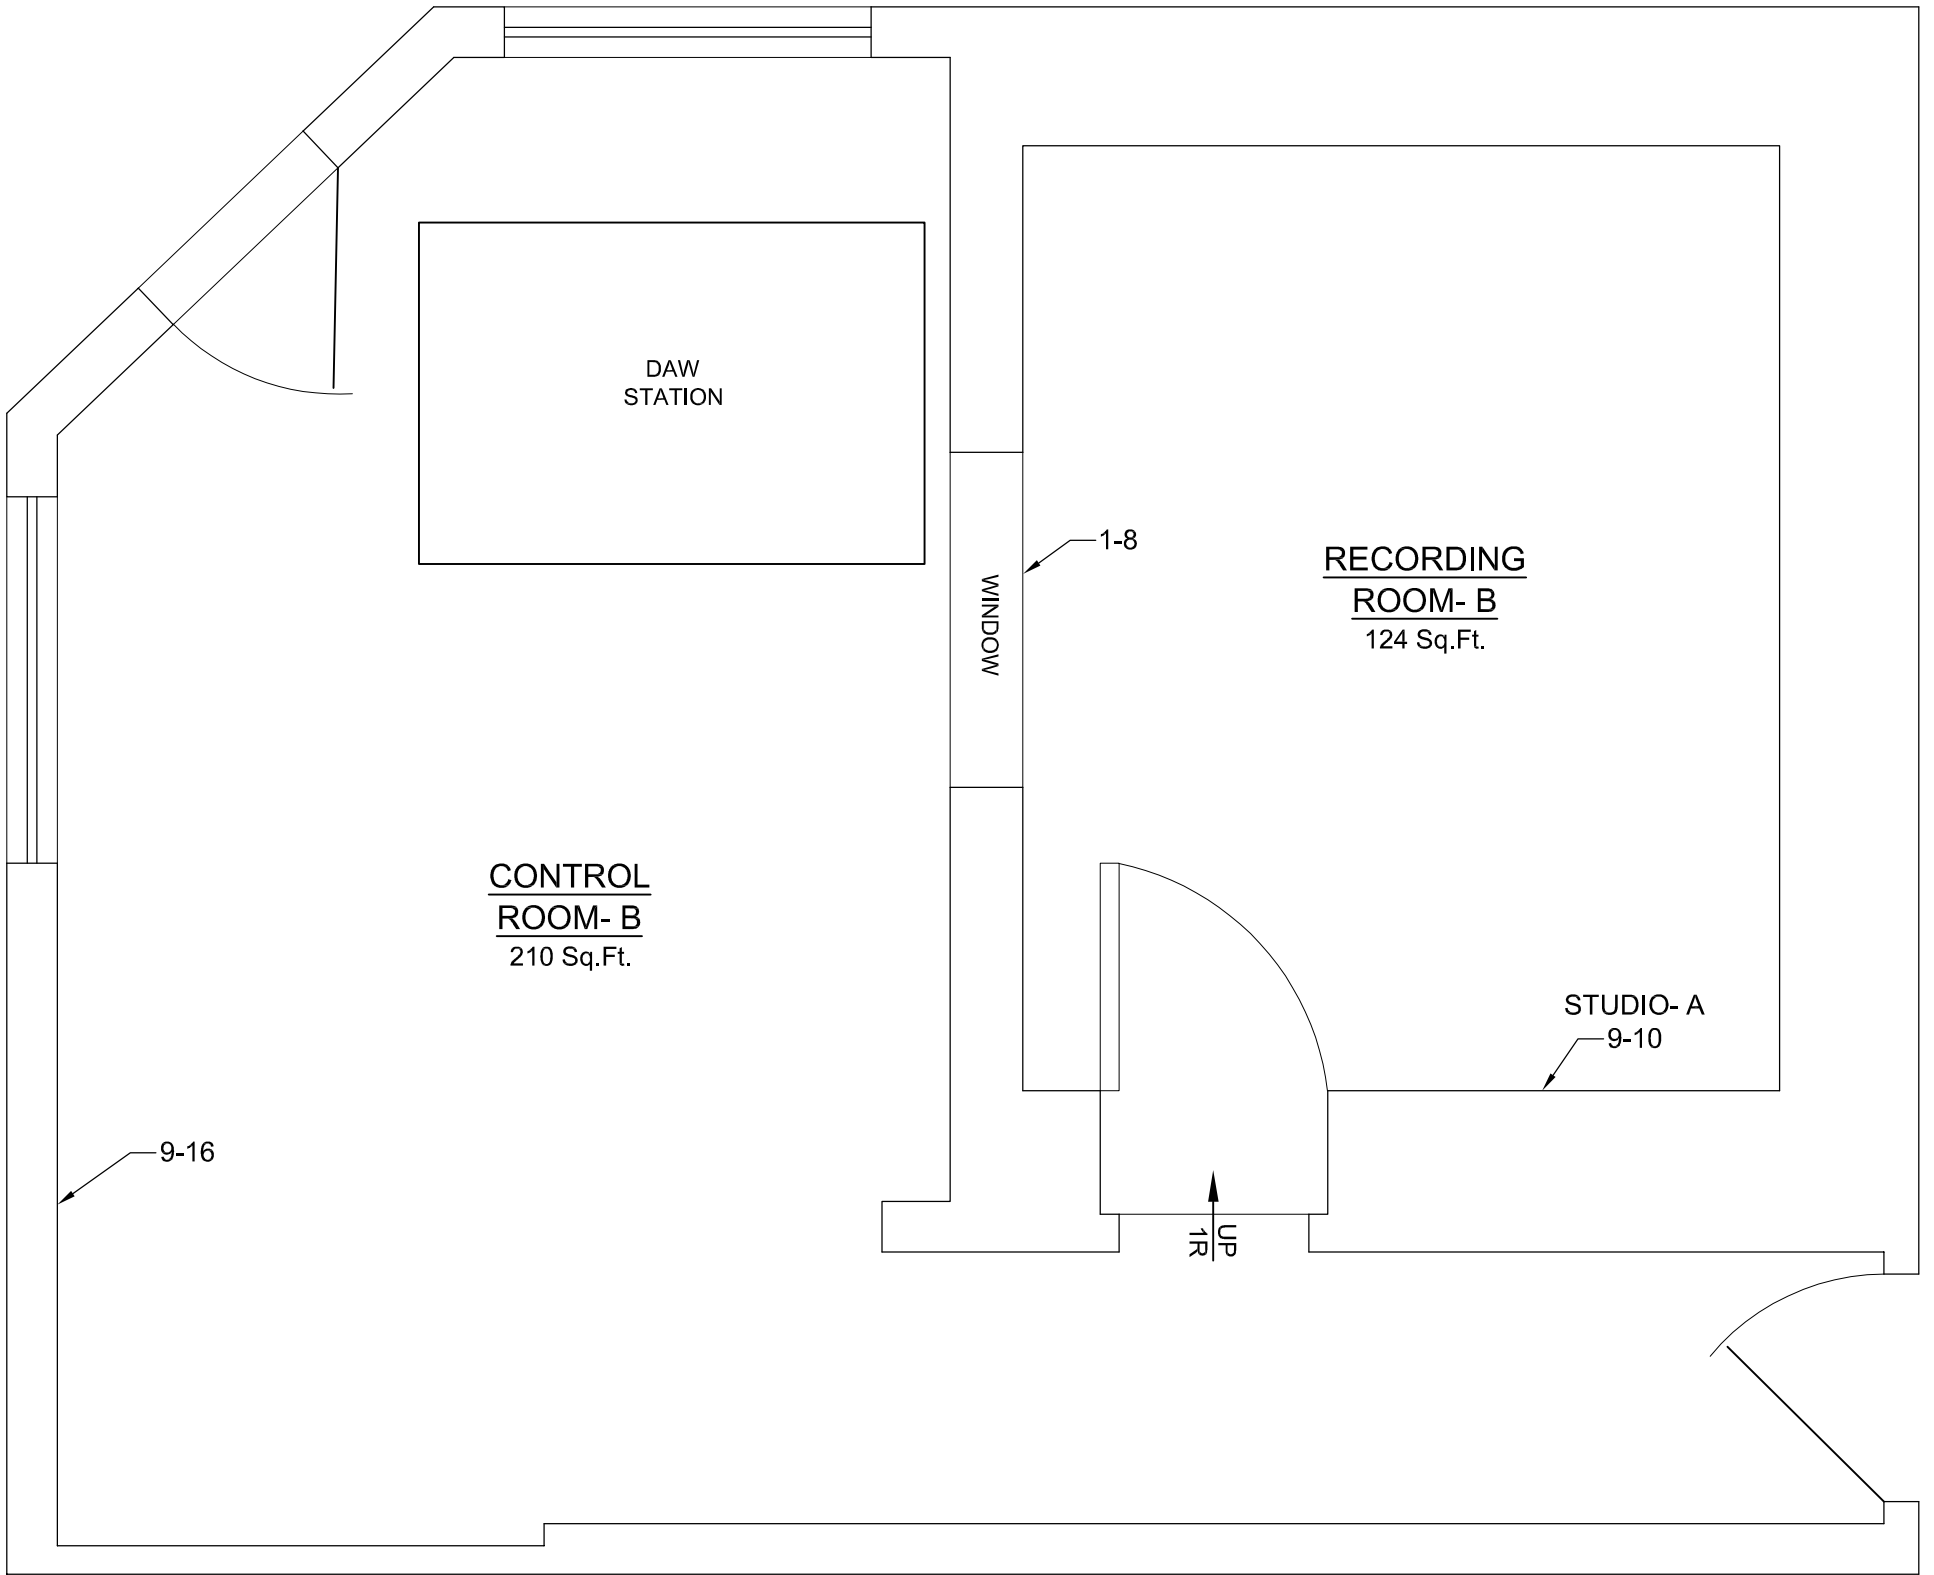 DAW
STATION
1-8
WINDOW
RECORDING
ROOM- B
124 Sq.Ft.
CONTROL
ROOM- B
210 Sq.Ft.
STUDIO- A
9-10
9-16
UP
1R